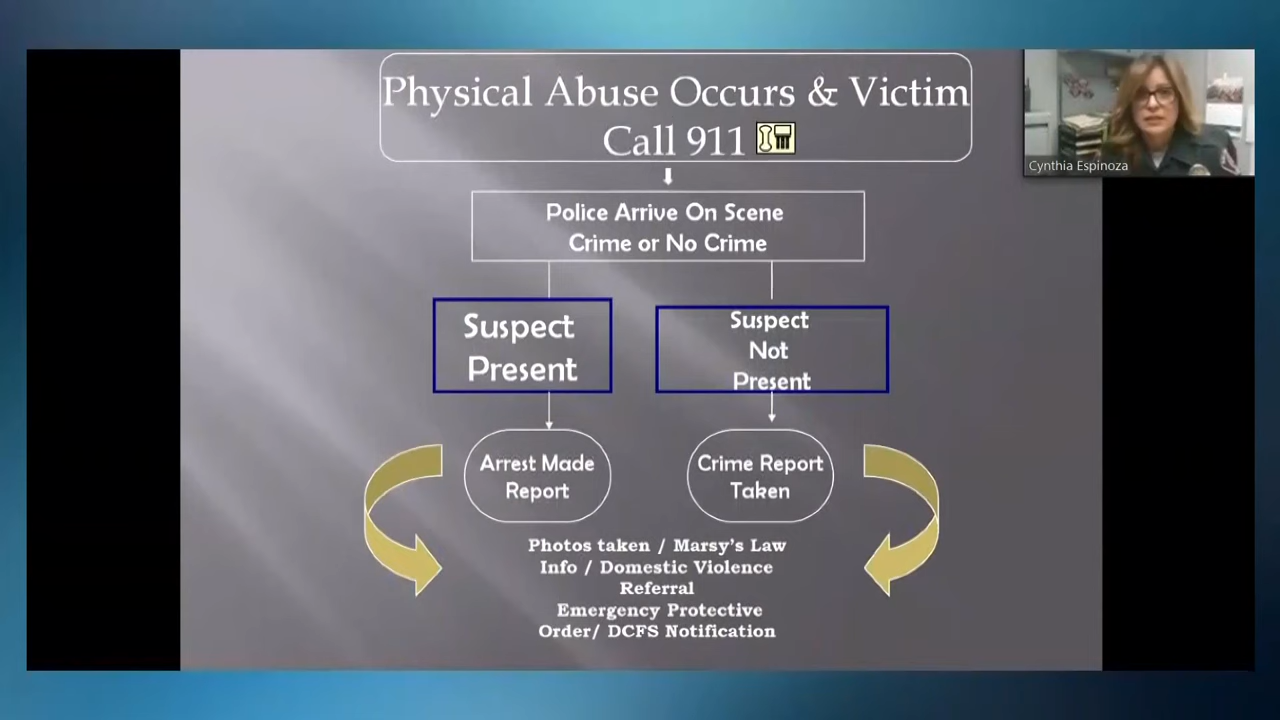 Physical Abuse Occurs & Victim
Call 911
Cynthia Espinoza
Police Arrive On Scene
Crime or No Crime
Suspect
Present
Suspect
Not
Present
Arrest Made
Report
Crime Report
Taken
Photos taken / Marsy's Law
Info / Domestic Violence
Referral
Emergency Protective
Order/ DCFS Notification